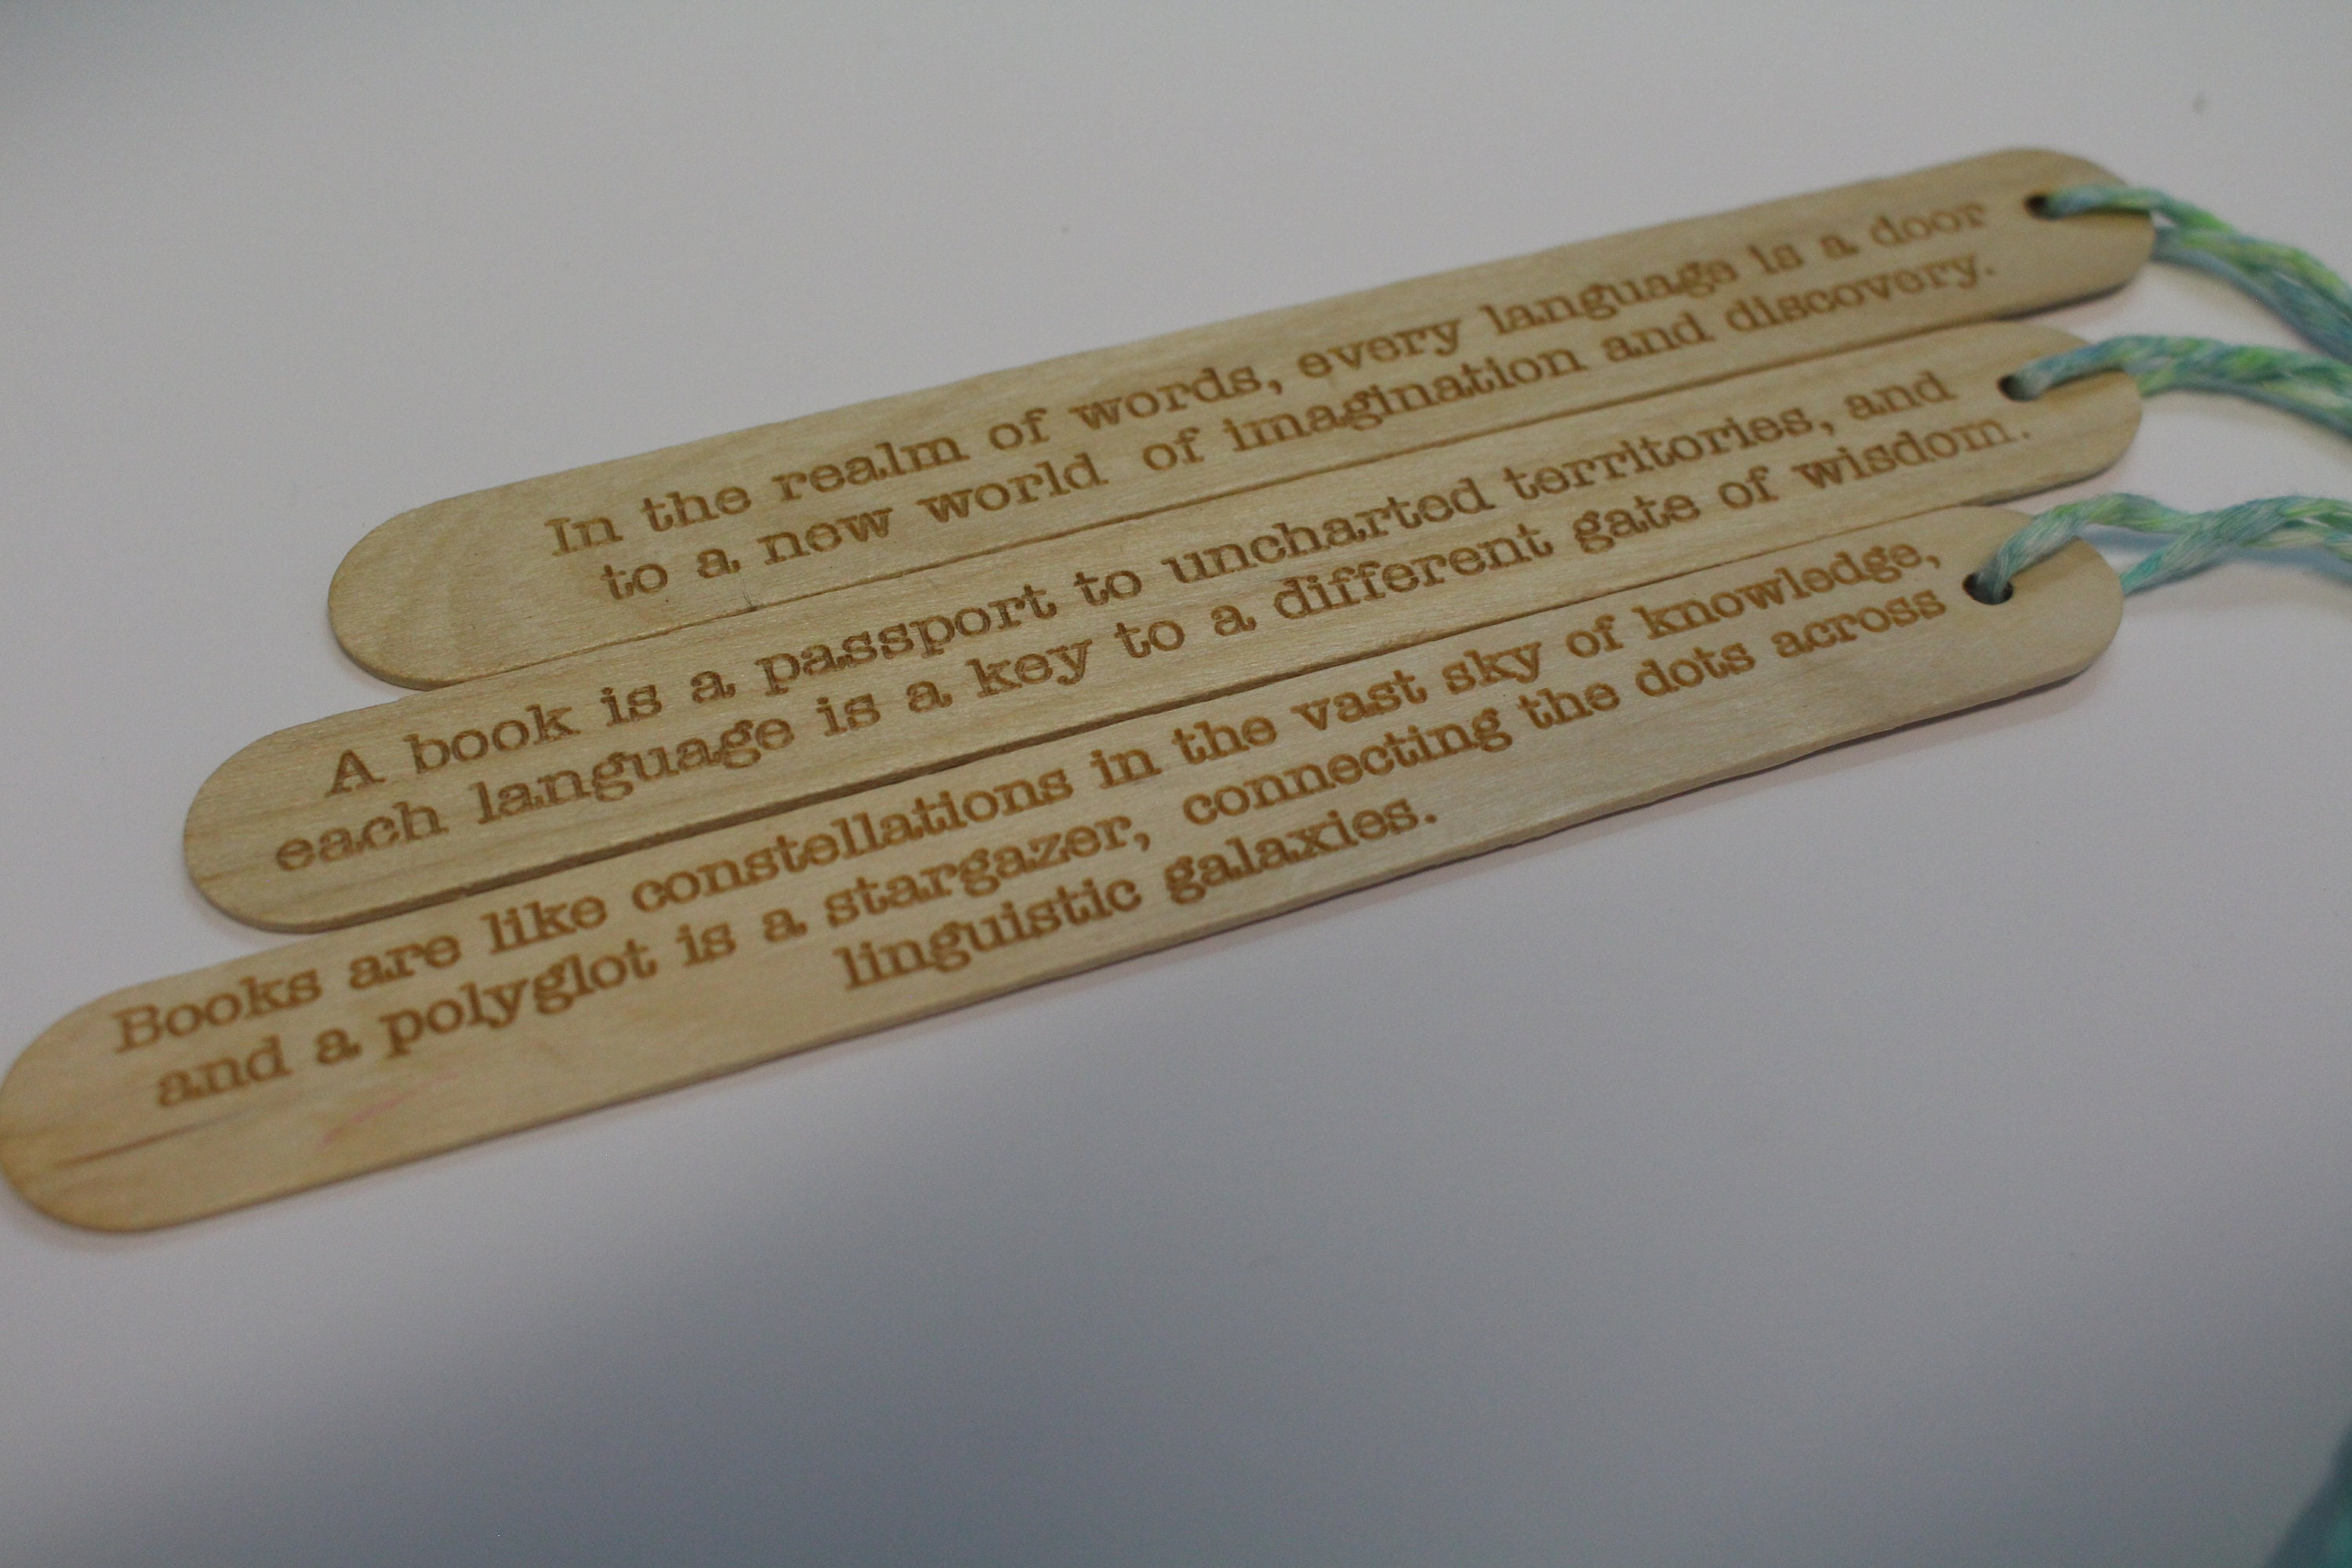 In the realm of words, every language is a door
to a new world of imagination and discovery.
A book is a passport to uncharted territories, and
each language is a key to a different gate of wisdom.
Books are like constellations in the vast sky of knowledge,
and a polyglot is a stargazer, connecting the dots across
linguistic galaxies.